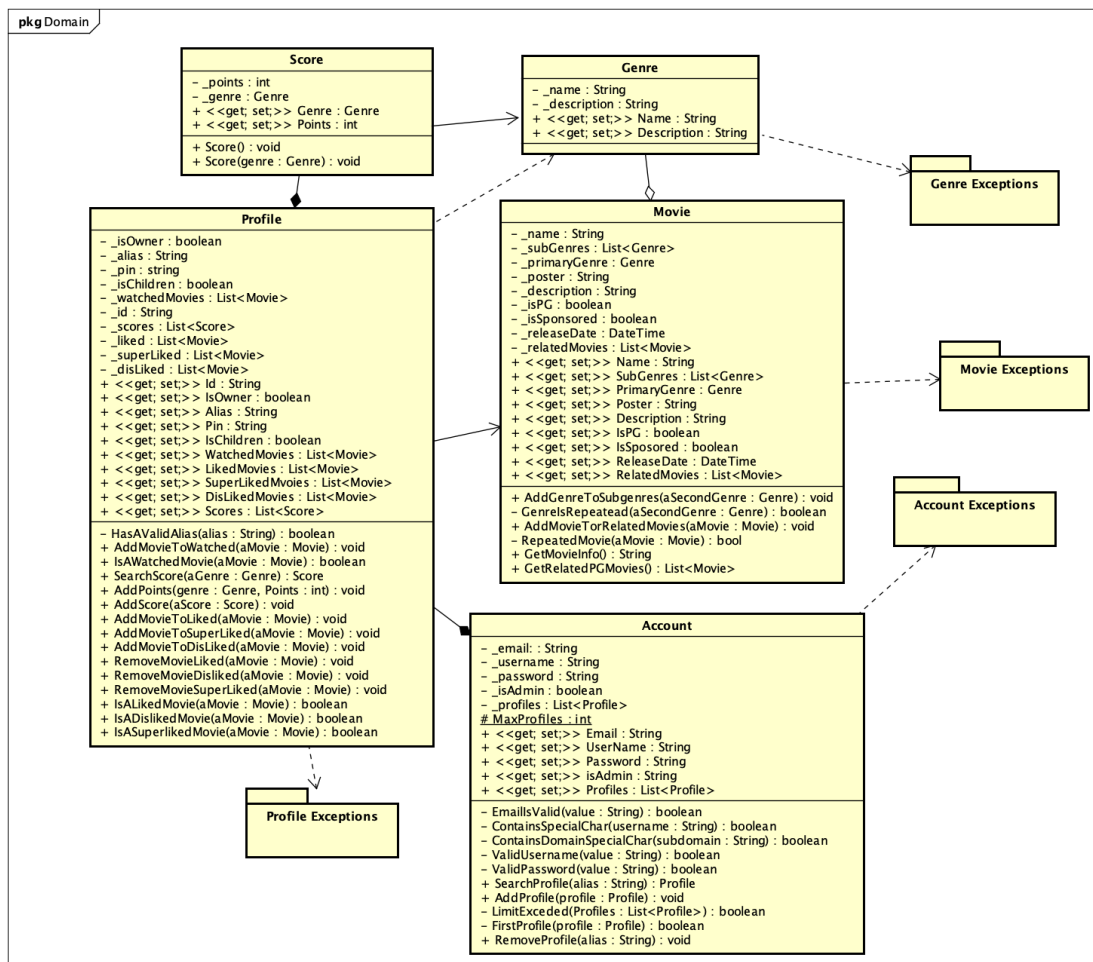 pkg Domain
Score
– _points : int
– _genre : Genre
+ <<get; set;>> Genre : Genre
+ <<get; set;>> Points : int
+ Score() : void
+ Score(genre : Genre) : void
Genre
– _name : String
– _description : String
+ <<get; set;>> Name : String
+ <<get; set;>> Description : String
Genre Exceptions
Profile
– _isOwner : boolean
– _alias : String
– _pin : string
– _isChildren : boolean
– _watchedMovies : List<Movie>
– _id : String
– _scores : List<Score>
– _liked : List<Movie>
– _superLiked : List<Movie>
– _disLiked : List<Movie>
+ <<get; set;>> Id : String
+ <<get; set;>> IsOwner : boolean
+ <<get; set;>> Alias : String
+ <<get; set;>> Pin : String
+ <<get; set;>> IsChildren : boolean
+ <<get; set;>> WatchedMovies : List<Movie>
+ <<get; set;>> LikedMovies : List<Movie>
+ <<get; set;>> SuperLikedMvoies : List<Movie>
+ <<get; set;>> DisLikedMovies : List<Movie>
+ <<get; set;>> Scores : List<Score>
– HasAValidAlias(alias : String) : boolean
+ AddMovieToWatched(aMovie : Movie) : void
+ IsAWatchedMovie(aMovie : Movie) : boolean
+ SearchScore(aGenre : Genre) : Score
+ AddPoints(genre : Genre, Points : int) : void
+ AddScore(aScore : Score) : void
+ AddMovieToLiked(aMovie : Movie) : void
+ AddMovieToSuperLiked(aMovie : Movie) : void
+ AddMovieToDisLiked(aMovie : Movie) : void
+ RemoveMovieLiked(aMovie : Movie) : void
+ RemoveMovieDisliked(aMovie : Movie) : void
+ RemoveMovieSuperLiked(aMovie : Movie) : void
+ IsALikedMovie(aMovie : Movie) : boolean
+ IsADislikedMovie(aMovie : Movie) : boolean
+ IsASuperlikedMovie(aMovie : Movie) : boolean
Movie
– _name : String
– _subGenres : List<Genre>
– _primaryGenre : Genre
– _poster : String
– _description : String
– _isPG : boolean
– _isSponsored : boolean
– _releaseDate : DateTime
– _relatedMovies : List<Movie>
+ <<get; set;>> Name : String
+ <<get; set;>> SubGenres : List<Genre>
+ <<get; set;>> PrimaryGenre : Genre
+ <<get; set;>> Poster : String
+ <<get; set;>> Description : String
+ <<get; set;>> IsPG : boolean
+ <<get; set;>> IsSposored : boolean
+ <<get; set;>> ReleaseDate : DateTime
+ <<get; set;>> RelatedMovies : List<Movie>
+ AddGenreToSubgenres(aSecondGenre : Genre) : void
– GenreIsRepeatead(aSecondGenre : Genre) : boolean
+ AddMovieTorRelatedMovies(aMovie : Movie) : void
– RepeatedMovie(aMovie : Movie) : bool
+ GetMovieInfo() : String
+ GetRelatedPGMovies() : List<Movie>
Movie Exceptions
Account Exceptions
Account
– _email: : String
– _username : String
– _password : String
– _isAdmin : boolean
– _profiles : List<Profile>
# MaxProfiles : int
+ <<get; set;>> Email : String
+ <<get; set;>> UserName : String
+ <<get; set;>> Password : String
+ <<get; set;>> isAdmin : String
+ <<get; set;>> Profiles : List<Profile>
– EmailIsValid(value : String) : boolean
– ContainsSpecialChar(username : String) : boolean
– ContainsDomainSpecialChar(subdomain : String) : boolean
– ValidUsername(value : String) : boolean
– ValidPassword(value : String) : boolean
+ SearchProfile(alias : String) : Profile
+ AddProfile(profile : Profile) : void
– LimitExceded(Profiles : List<Profile>) : boolean
– FirstProfile(profile : Profile) : boolean
+ RemoveProfile(alias : String) : void
Profile Exceptions